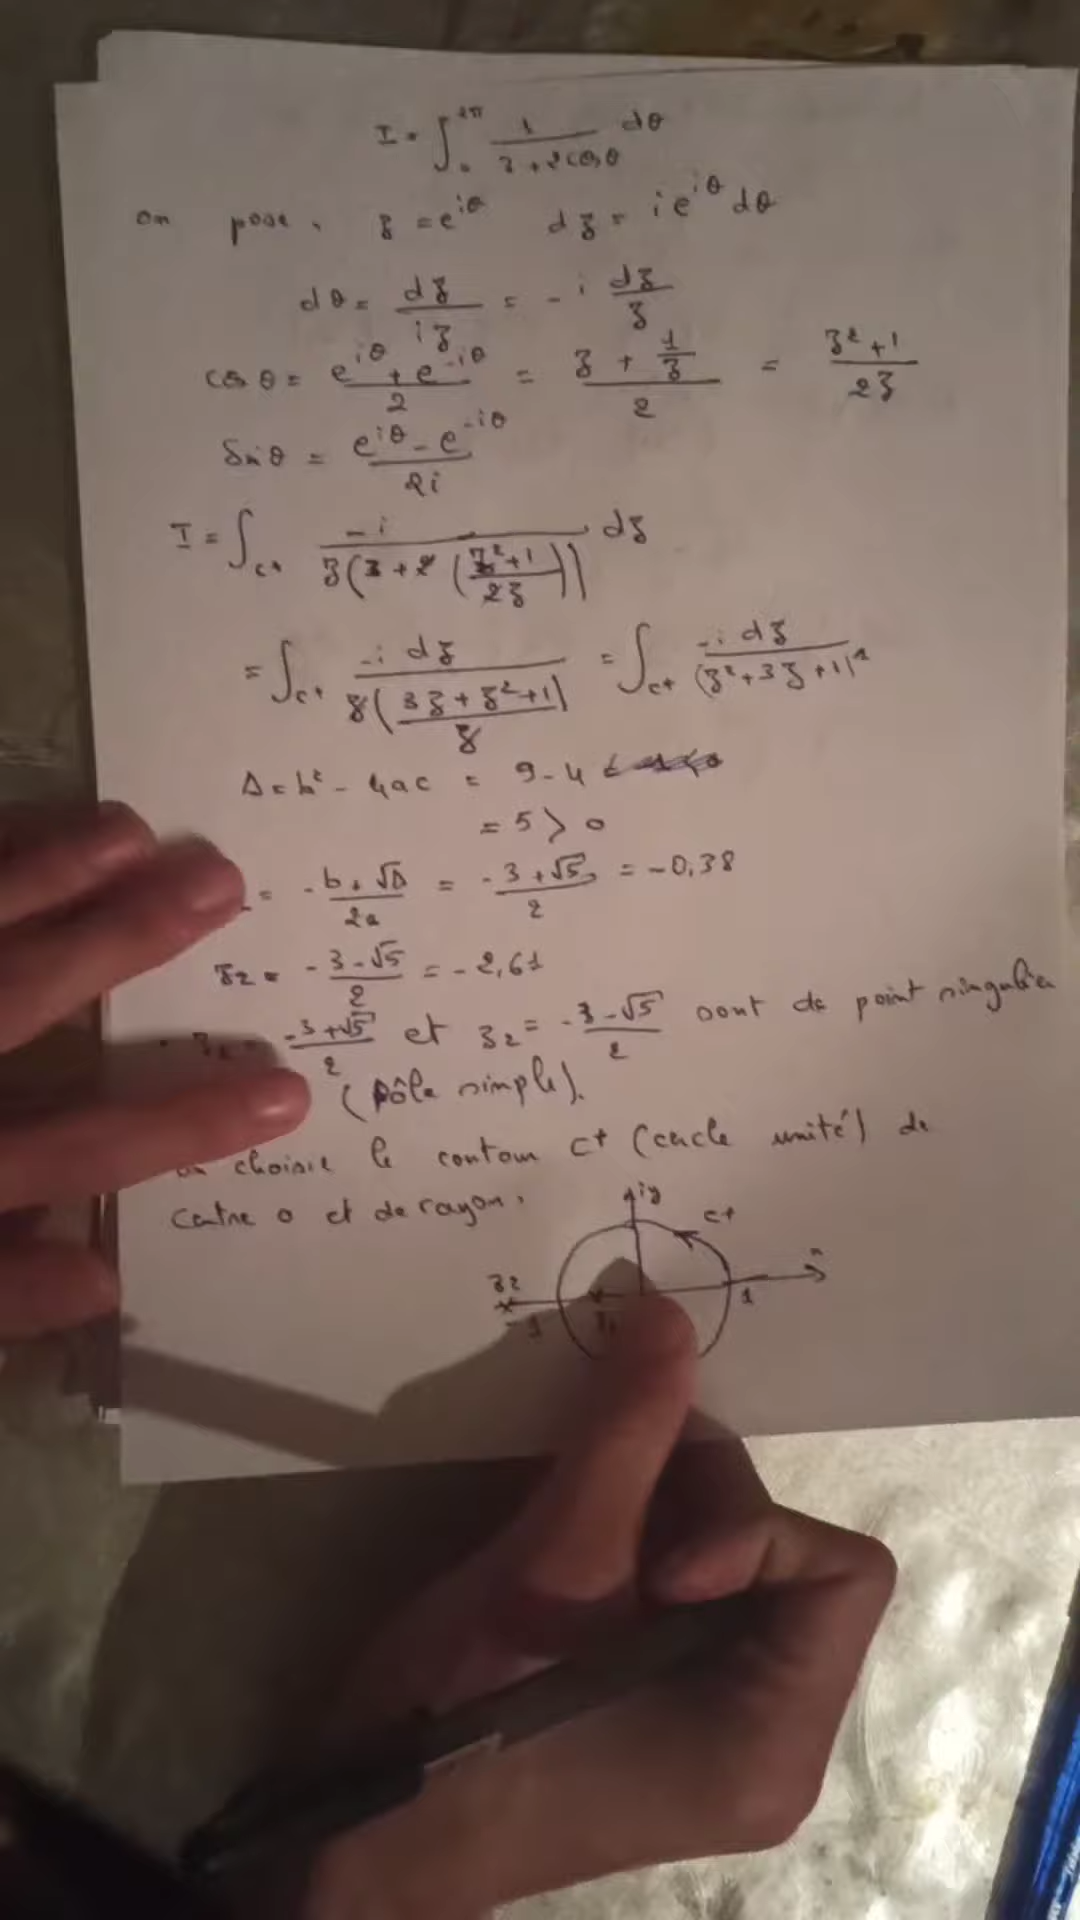 I = ∫₀^{2π} 1/(3 + 2cos θ) dθ
on pose, z = e^{iθ} dz = i e^{iθ} dθ
dθ = dz/(iz) = -i dz/z
cos θ = (e^{iθ} + e^{-iθ})/2 = (z + 1/z)/2 = (z² + 1)/(2z)
Sin θ = (e^{iθ} - e^{-iθ})/(2i)
I = ∫_{c+} -i/(z(3 + 2((z² + 1)/(2z)))) dz
= ∫_{c+} -i dz/(z((3z + z² + 1)/z)) = ∫_{c+} -i dz/(z² + 3z + 1)
Δ = b² - 4ac = 9 - 4
= 5 > 0
= (-b + √Δ)/(2a) = (-3 + √5)/2 = -0,38
z2 = (-3 - √5)/2 = -2,61
(-3 + √5)/2 et z2 = (-3 - √5)/2 sont de point singulier
(pôle simple).
choisie le contour c+ (cercle unité) de
Centre 0 et de rayon,
iy c+
z2 1
-1